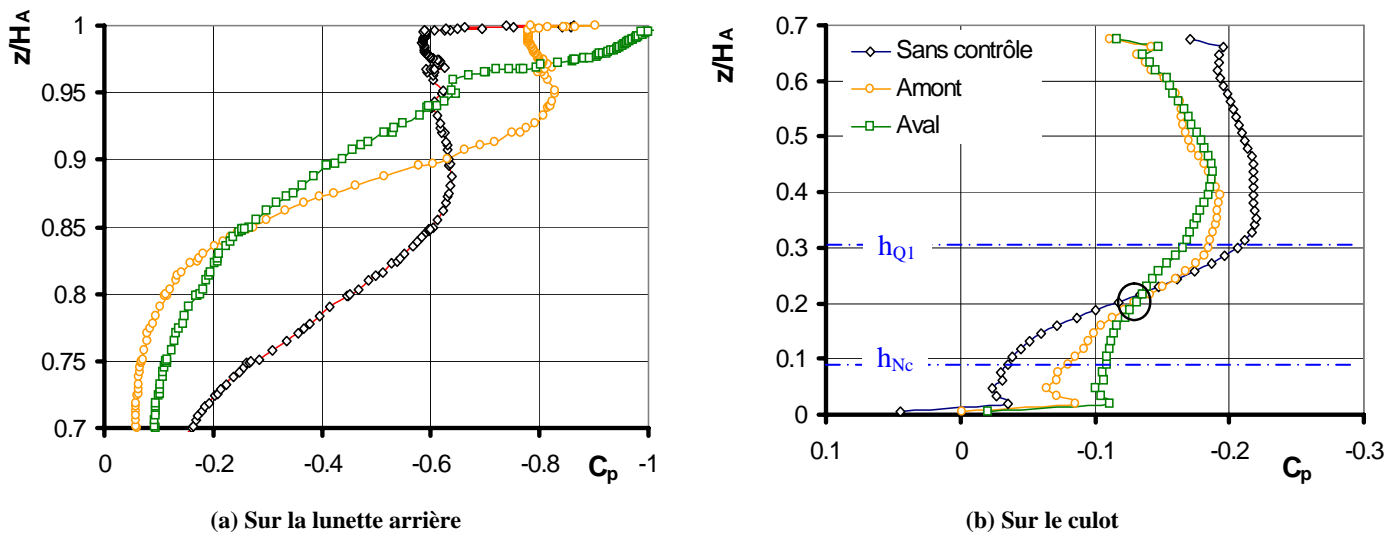 z/HA
1
0.95
0.9
0.85
0.8
0.75
0.7
0 -0.2 -0.4 -0.6 -0.8 -1
Cp
(a) Sur la lunette arrière
z/HA
0.7
0.6
0.5
0.4
0.3
0.2
0.1
0
Sans contrôle
Amont
Aval
hQ1
hNc
0.1 0 -0.1 -0.2 -0.3
Cp
(b) Sur le culot